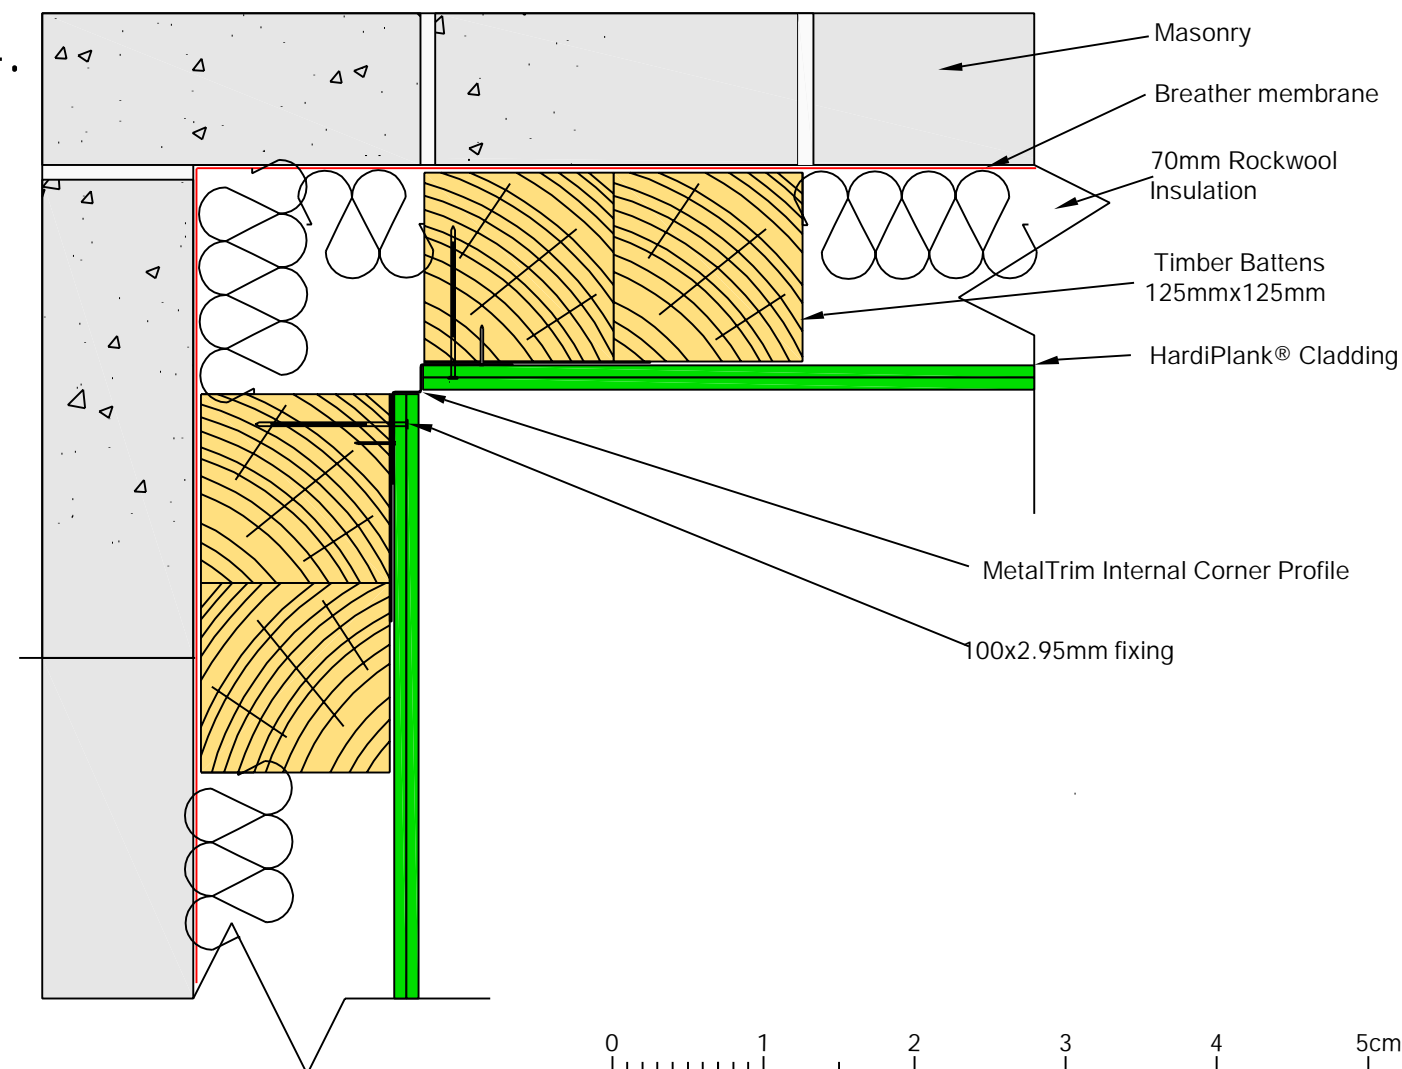 Masonry
Breather membrane
70mm Rockwool
Insulation
Timber Battens
125mmx125mm
HardiPlank® Cladding
MetalTrim Internal Corner Profile
100x2.95mm fixing
0 1 2 3 4 5cm